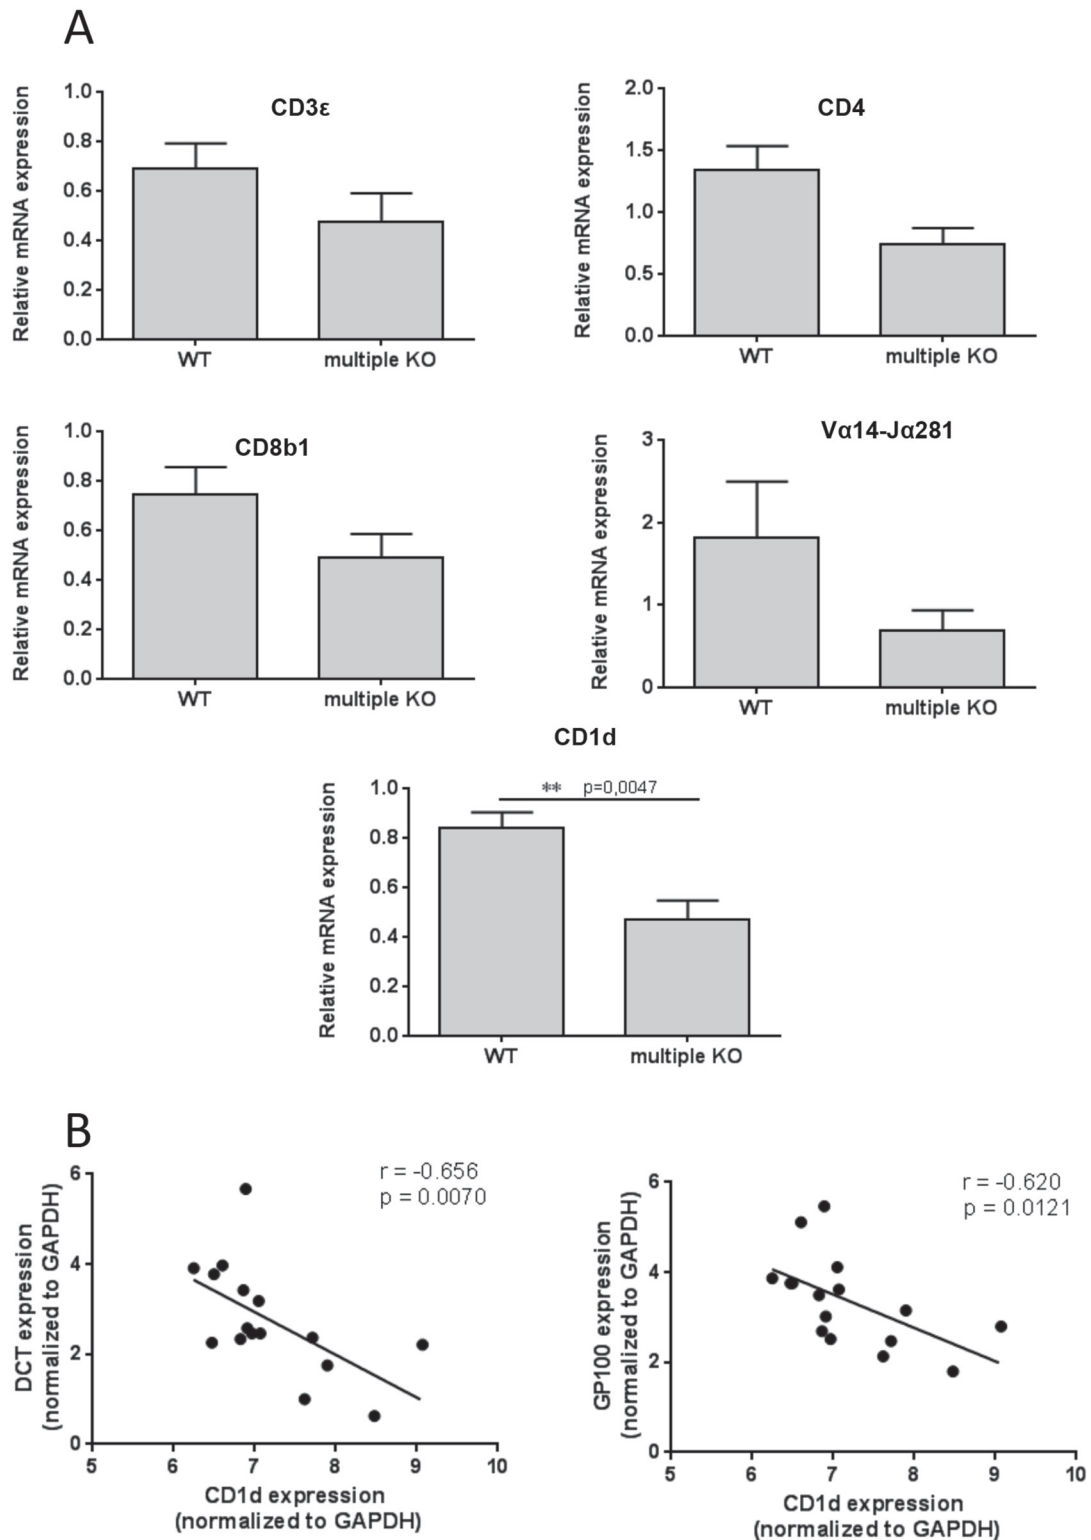 A
CD3ε
Relative mRNA expression
1.0
0.8
0.6
0.4
0.2
0.0
WT
multiple KO
CD4
Relative mRNA expression
2.0
1.5
1.0
0.5
0.0
WT
multiple KO
CD8b1
Relative mRNA expression
1.0
0.8
0.6
0.4
0.2
0.0
WT
multiple KO
Vα14-Jα281
Relative mRNA expression
3
2
1
0
WT
multiple KO
CD1d
Relative mRNA expression
** p=0,0047
1.0
0.8
0.6
0.4
0.2
0.0
WT
multiple KO
B
r = -0.656
p = 0.0070
DCT expression
(normalized to GAPDH)
6
4
2
0
5 6 7 8 9 10
CD1d expression
(normalized to GAPDH)
r = -0.620
p = 0.0121
GP100 expression
(normalized to GAPDH)
6
4
2
0
5 6 7 8 9 10
CD1d expression
(normalized to GAPDH)